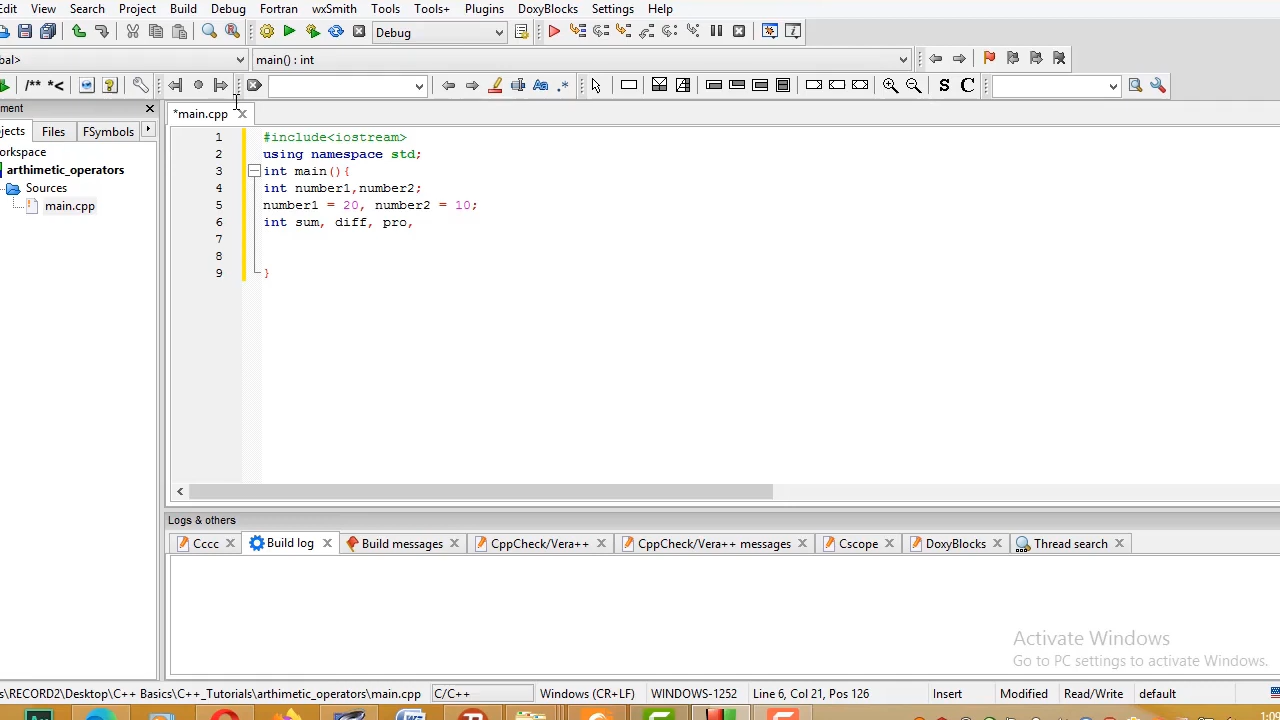 Edit View Search Project Build Debug Fortran wxSmith Tools Tools+ Plugins DoxyBlocks Settings Help
Debug
bal> main() : int
/** *< Aa .* S C
ment
*main.cpp
ojects Files FSymbols
orkspace
arthimetic_operators
Sources
main.cpp
1 #include<iostream>
2 using namespace std;
3 int main(){
4 int number1,number2;
5 number1 = 20, number2 = 10;
6 int sum, diff, pro,
7
8
9 }
Logs & others
Cccc Build log Build messages CppCheck/Vera++ CppCheck/Vera++ messages Cscope DoxyBlocks Thread search
Activate Windows
Go to PC settings to activate Windows.
s\RECORD2\Desktop\C++ Basics\C++_Tutorials\arthimetic_operators\main.cpp C/C++ Windows (CR+LF) WINDOWS-1252 Line 6, Col 21, Pos 126 Insert Modified Read/Write default